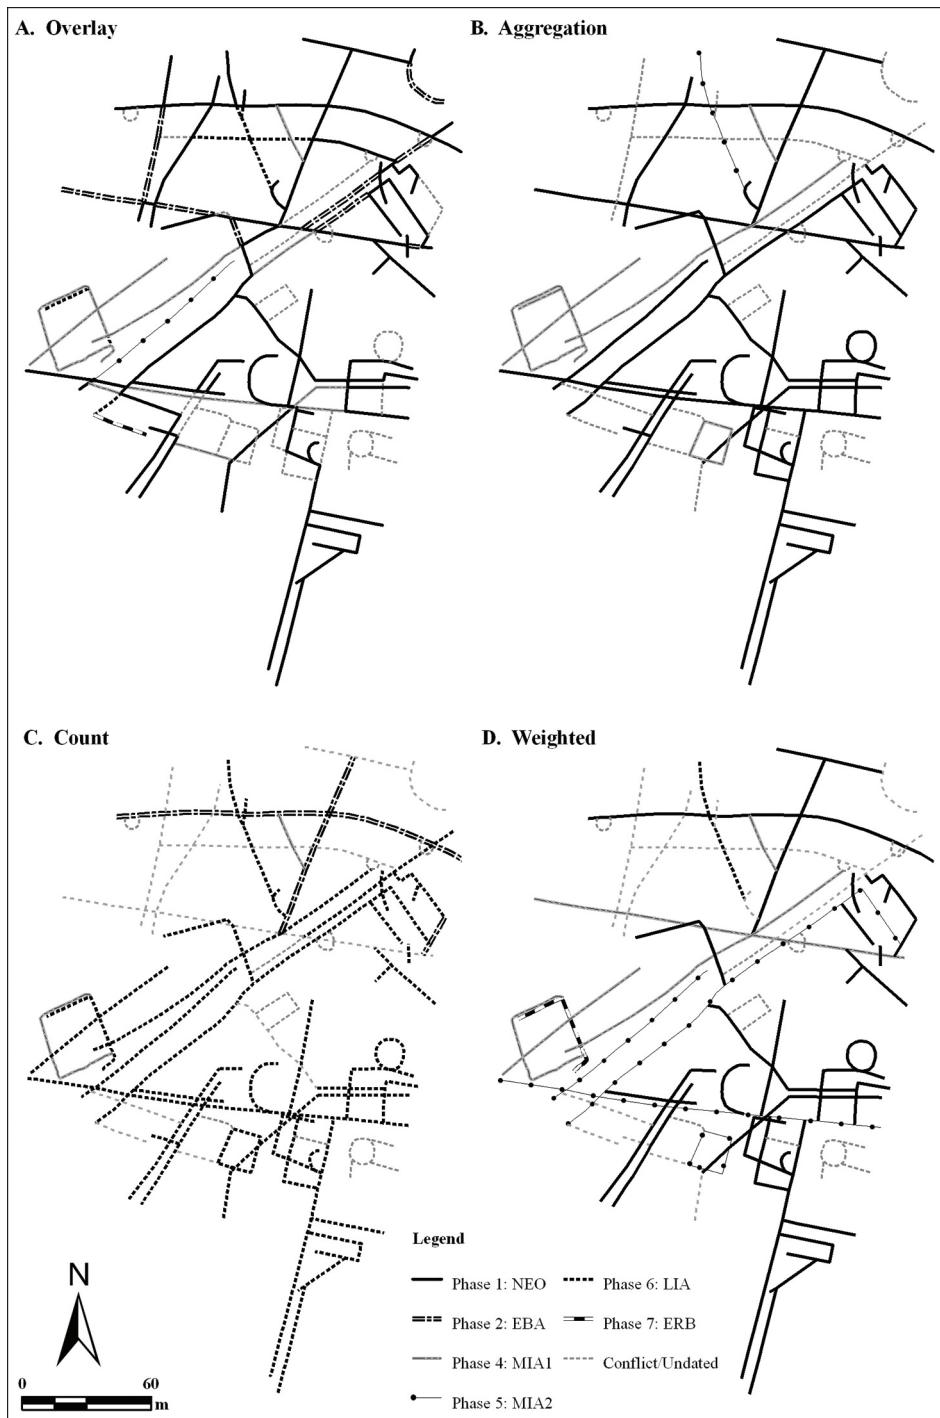 A. Overlay
B. Aggregation
C. Count
D. Weighted
Legend
Phase 1: NEO
Phase 6: LIA
Phase 2: EBA
Phase 7: ERB
Phase 4: MIA1
Conflict/Undated
Phase 5: MIA2
N
0 60
m